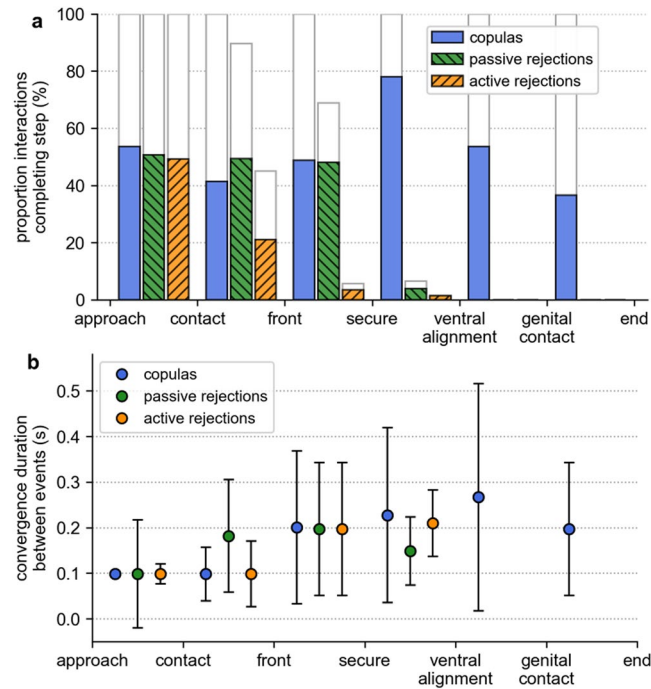 a
100
80
60
40
20
0
proportion interactions
completing step (%)
copulas
passive rejections
active rejections
approach contact front secure ventral genital end
alignment contact
b
copulas
passive rejections
active rejections
0.5
0.4
0.3
0.2
0.1
0.0
convergence duration
between events (s)
approach contact front secure ventral genital end
alignment contact